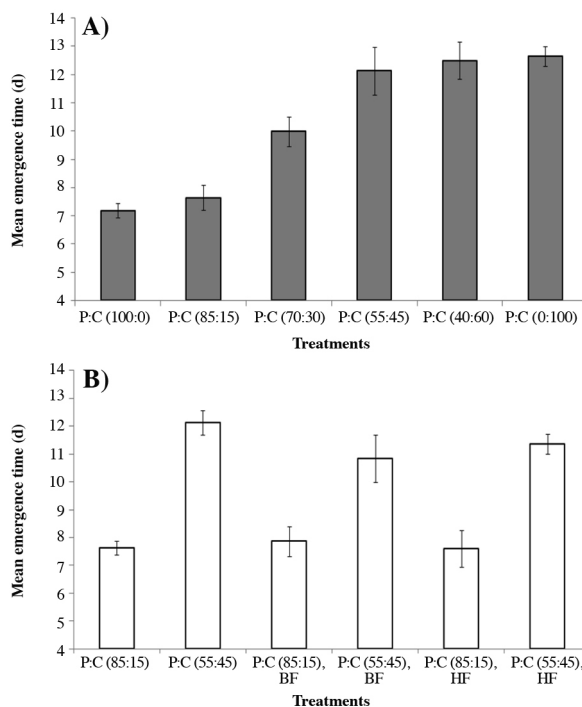 A)
Mean emergence time (d)
14
13
12
11
10
9
8
7
6
5
4
P:C (100:0) P:C (85:15) P:C (70:30) P:C (55:45) P:C (40:60) P:C (0:100)
Treatments
B)
Mean emergence time (d)
14
13
12
11
10
9
8
7
6
5
4
P:C (85:15) P:C (55:45) P:C (85:15), P:C (55:45), P:C (85:15), P:C (55:45),
BF BF HF HF
Treatments